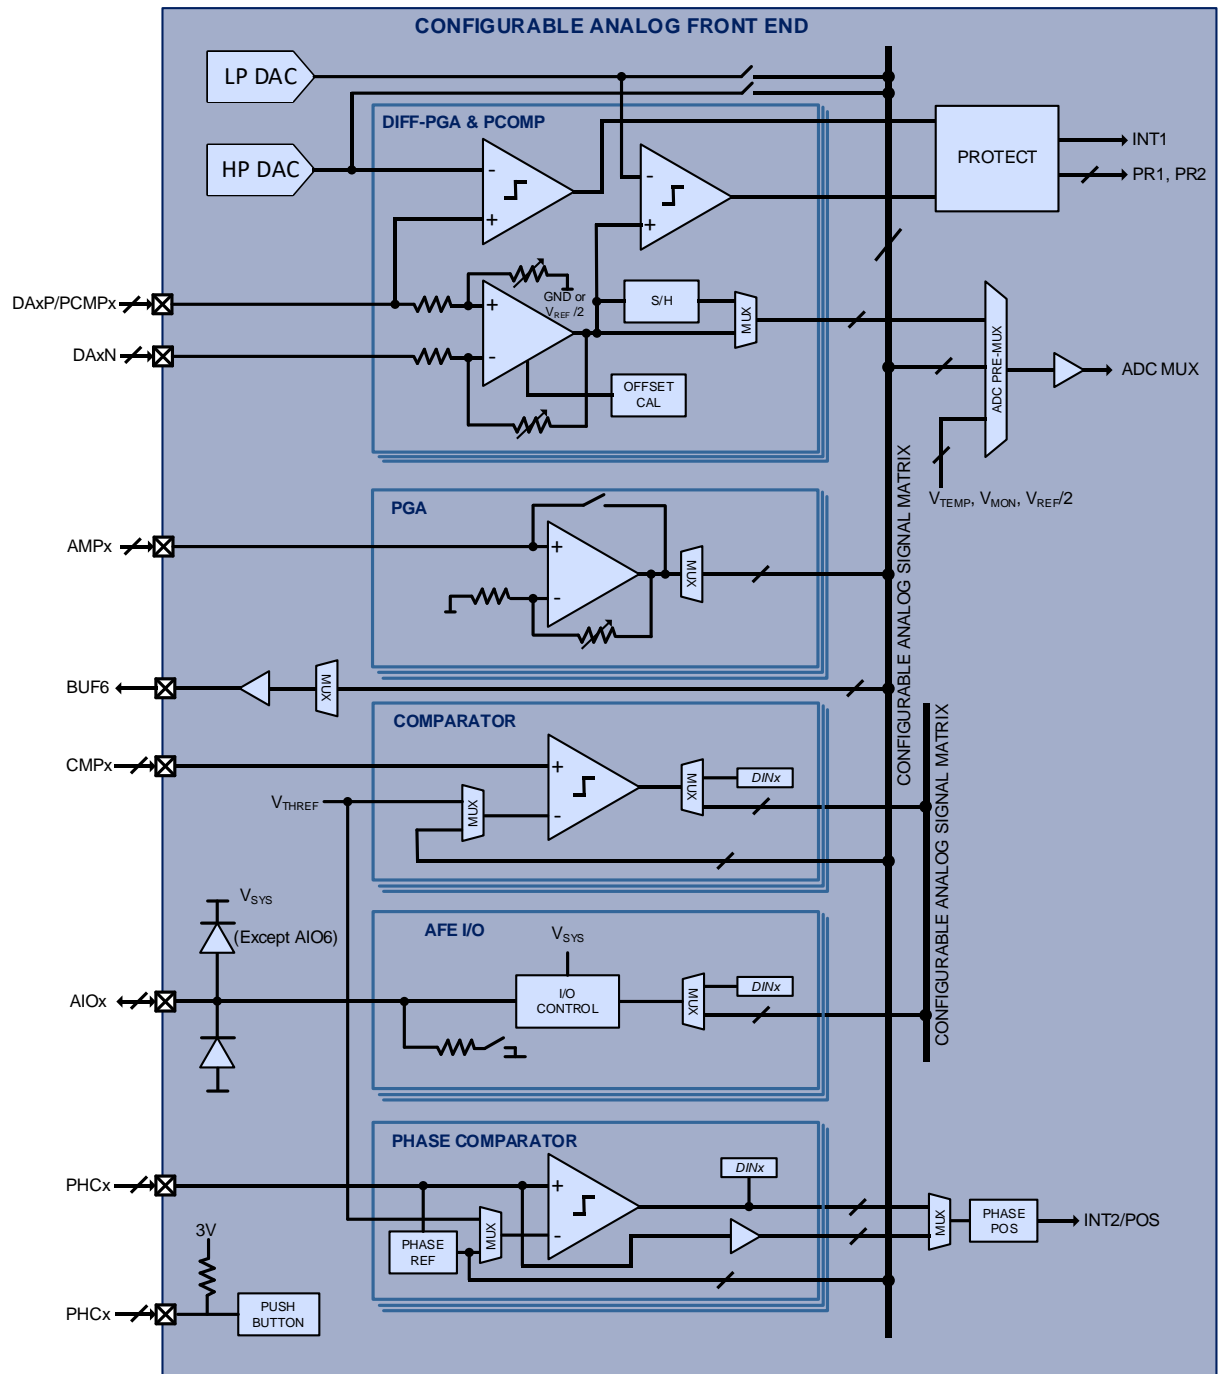 CONFIGURABLE ANALOG FRONT END
LP DAC
HP DAC
DIFF-PGA & PCOMP
-
+
-
+
PROTECT
INT1
PR1, PR2
DAxP/PCMPx
DAxN
+
-
GND or
VREF /2
S/H
MUX
OFFSET
CAL
ADC PRE-MUX
ADC MUX
VTEMP, VMON, VREF/2
CONFIGURABLE ANALOG SIGNAL MATRIX
PGA
AMPx
+
-
MUX
BUF6
MUX
COMPARATOR
CMPx
+
-
VTHREF
MUX
MUX
DINx
CONFIGURABLE ANALOG SIGNAL MATRIX
VSYS
(Except AIO6)
AFE I/O
VSYS
AIOx
I/O
CONTROL
MUX
DINx
PHASE COMPARATOR
PHCx
+
-
PHASE
REF
MUX
DINx
MUX
PHASE
POS
INT2/POS
3V
PHCx
PUSH
BUTTON